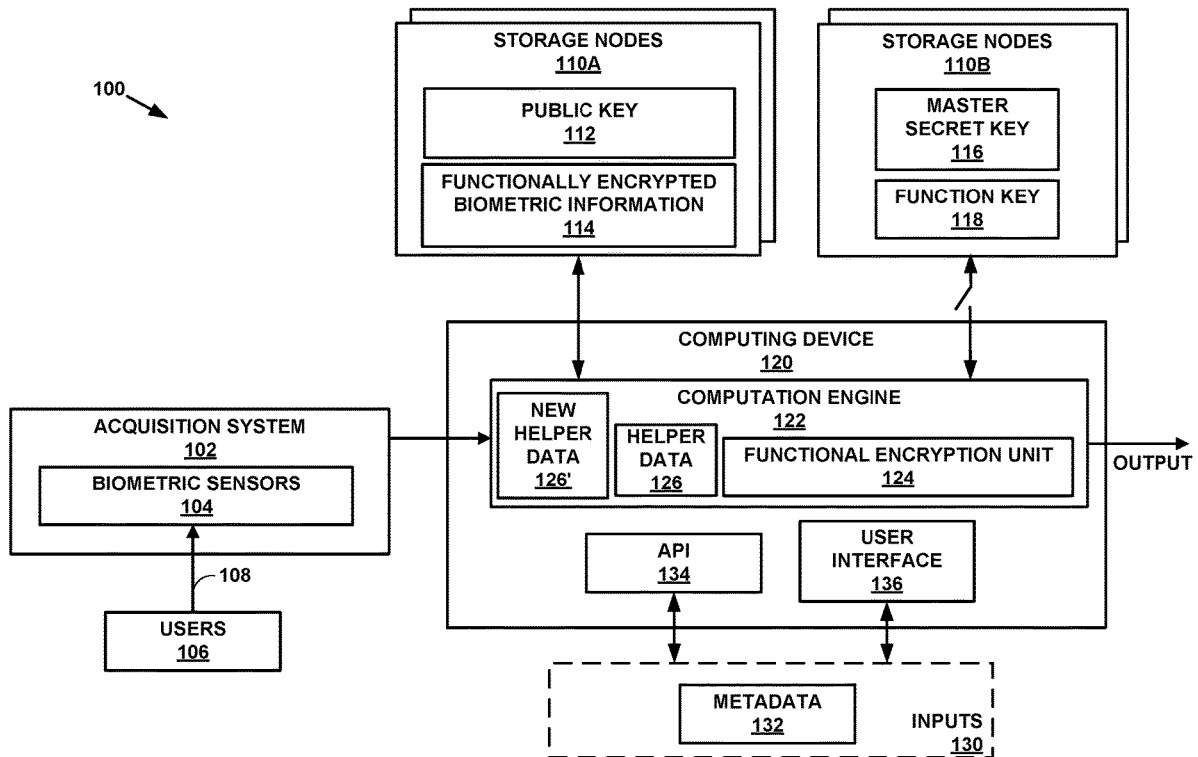 100
STORAGE NODES
110A
PUBLIC KEY
112
FUNCTIONALLY ENCRYPTED
BIOMETRIC INFORMATION
114
STORAGE NODES
110B
MASTER
SECRET KEY
116
FUNCTION KEY
118
COMPUTING DEVICE
120
COMPUTATION ENGINE
122
NEW
HELPER
DATA
126'
HELPER
DATA
126
FUNCTIONAL ENCRYPTION UNIT
124
OUTPUT
ACQUISITION SYSTEM
102
BIOMETRIC SENSORS
104
108
USERS
106
API
134
USER
INTERFACE
136
METADATA
132
INPUTS
130